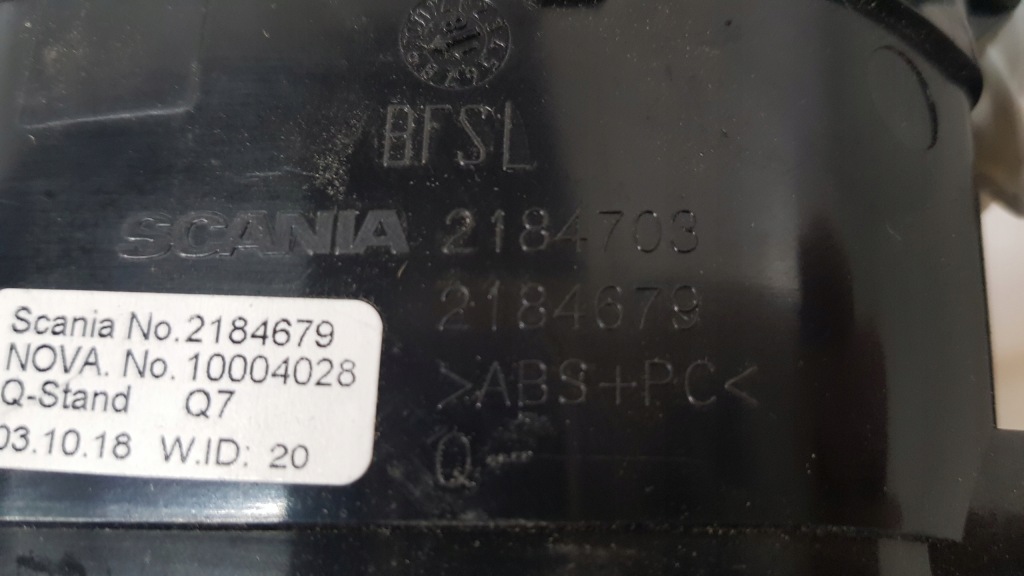 BFSL
SCANIA 2184703
2184679
>ABS+PC<
Q
Scania No.2184679
NOVA. No. 10004028
Q-Stand Q7
03.10.18 W.ID: 20